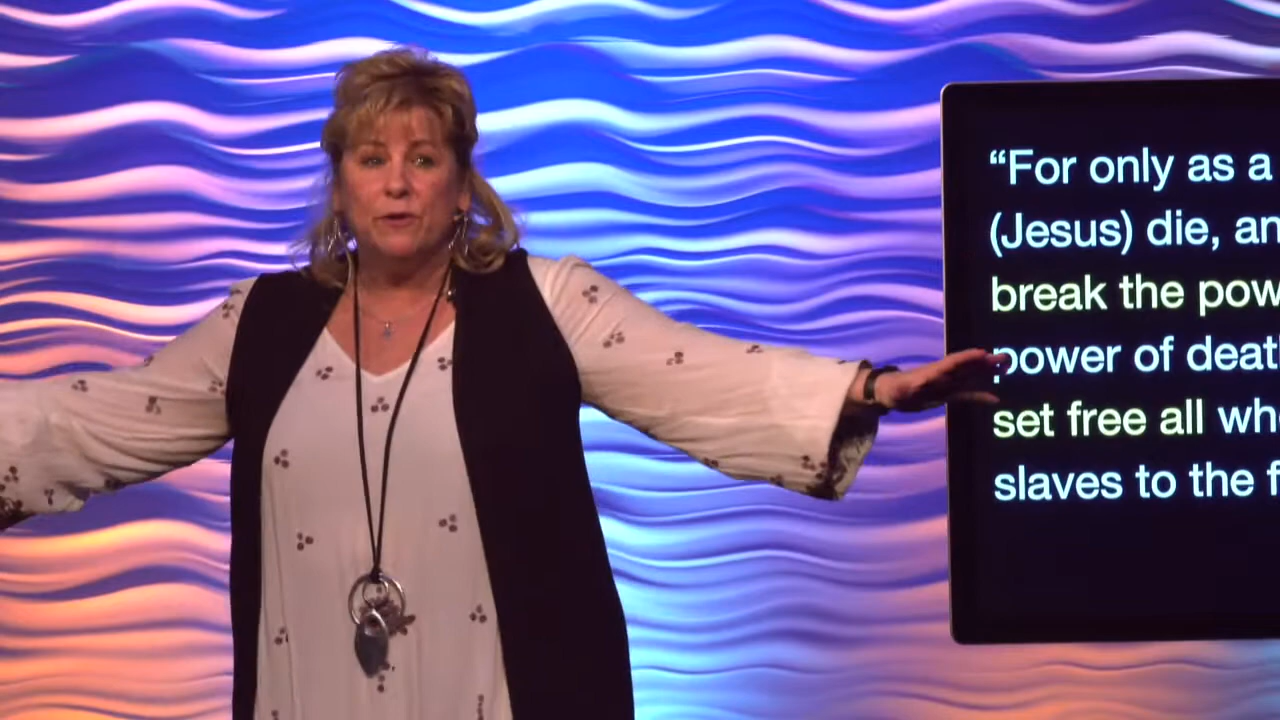 “For only as a
(Jesus) die, an
break the pow
power of deat
set free all wh
slaves to the f